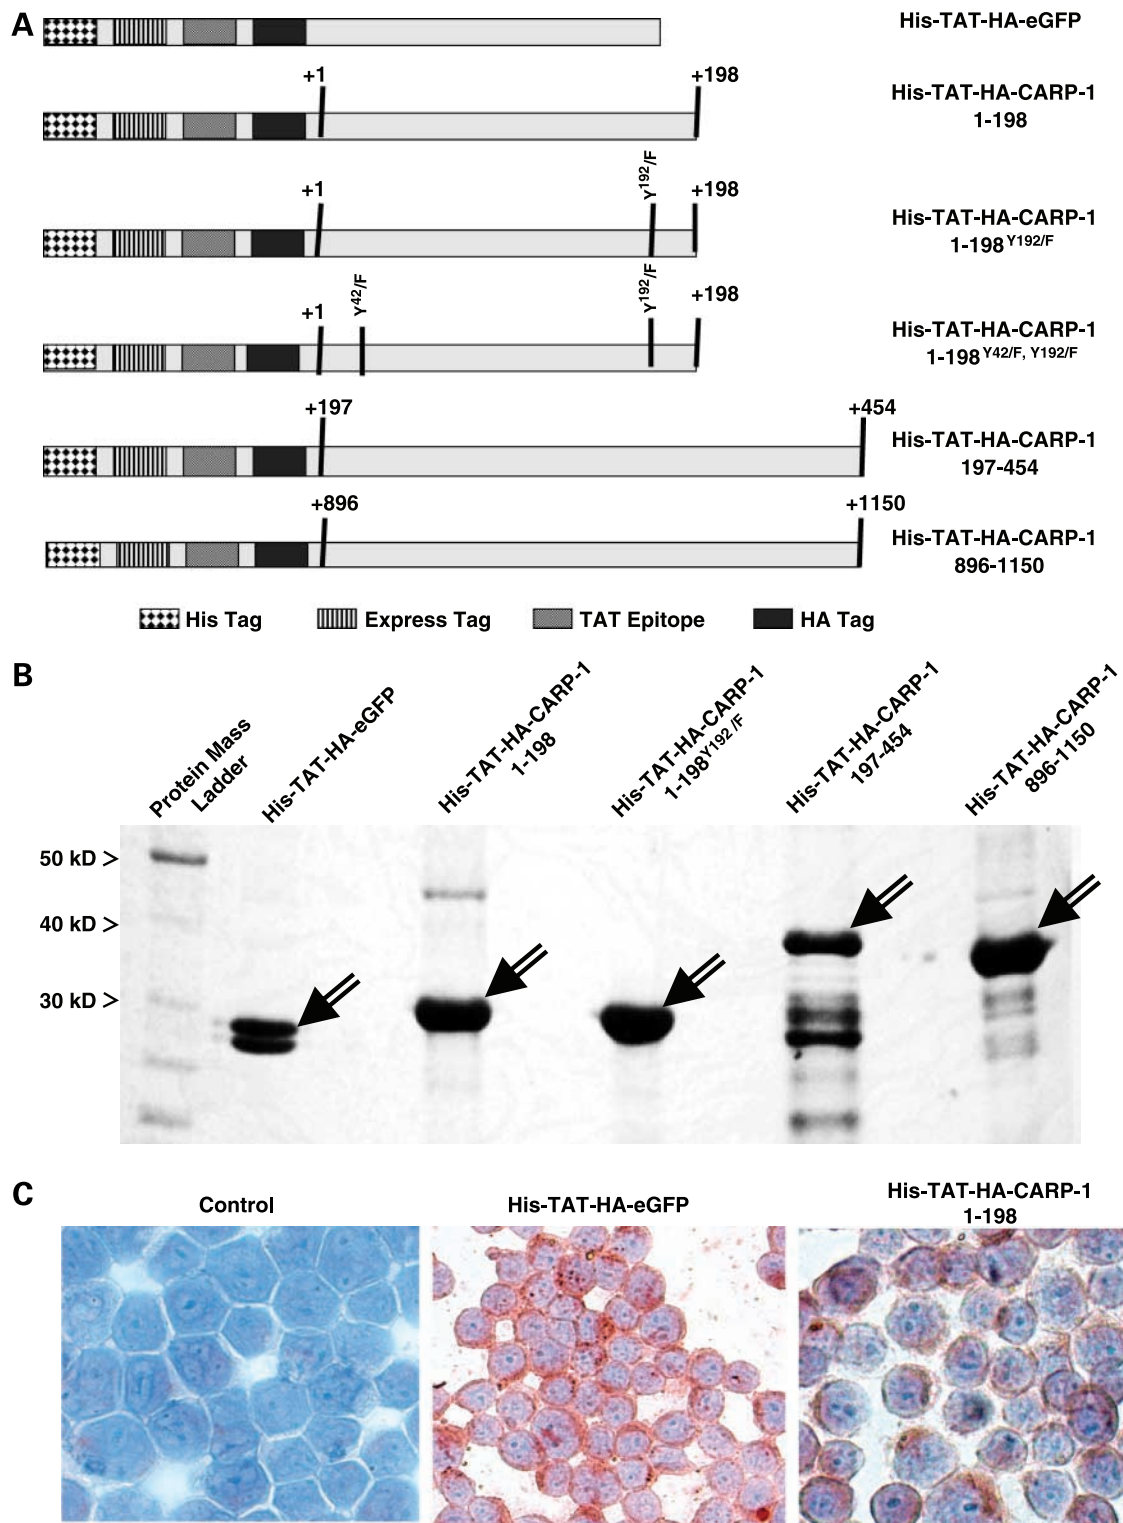 A
His-TAT-HA-eGFP
+1
+198
His-TAT-HA-CARP-1
1-198
+1
Y192/F
+198
His-TAT-HA-CARP-1
1-198 Y192/F
+1
Y42/F
Y192/F
+198
His-TAT-HA-CARP-1
1-198 Y42/F, Y192/F
+197
+454
His-TAT-HA-CARP-1
197-454
+896
+1150
His-TAT-HA-CARP-1
896-1150
His Tag
Express Tag
TAT Epitope
HA Tag
B
Protein Mass
Ladder
His-TAT-HA-eGFP
His-TAT-HA-CARP-1
1-198
His-TAT-HA-CARP-1
1-198Y192 /F
His-TAT-HA-CARP-1
197-454
His-TAT-HA-CARP-1
896-1150
50 kD >
40 kD >
30 kD >
C
Control
His-TAT-HA-eGFP
His-TAT-HA-CARP-1
1-198